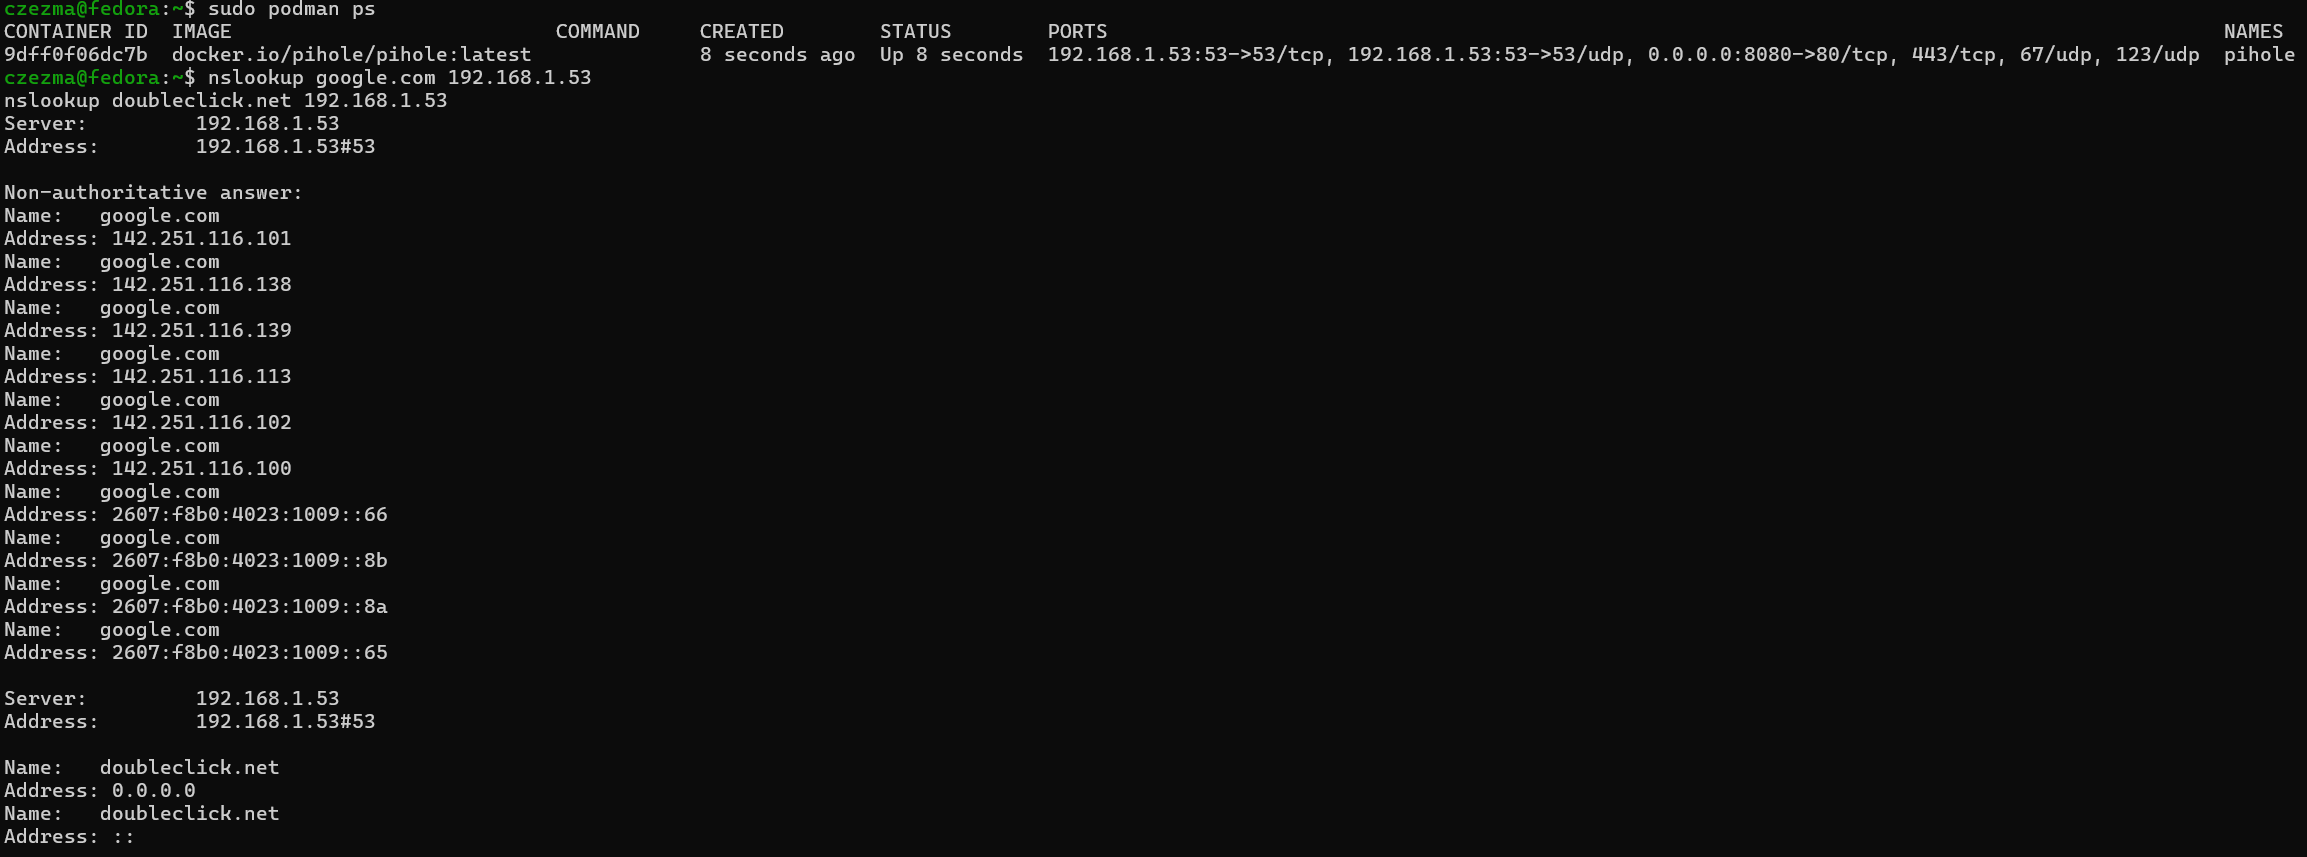 czezma@fedora:~$ sudo podman ps
CONTAINER ID  IMAGE                           COMMAND     CREATED        STATUS        PORTS                                                                                             NAMES
9dff0f06dc7b  docker.io/pihole/pihole:latest              8 seconds ago  Up 8 seconds  192.168.1.53:53->53/tcp, 192.168.1.53:53->53/udp, 0.0.0.0:8080->80/tcp, 443/tcp, 67/udp, 123/udp  pihole
czezma@fedora:~$ nslookup google.com 192.168.1.53
nslookup doubleclick.net 192.168.1.53
Server:         192.168.1.53
Address:        192.168.1.53#53

Non-authoritative answer:
Name:   google.com
Address: 142.251.116.101
Name:   google.com
Address: 142.251.116.138
Name:   google.com
Address: 142.251.116.139
Name:   google.com
Address: 142.251.116.113
Name:   google.com
Address: 142.251.116.102
Name:   google.com
Address: 142.251.116.100
Name:   google.com
Address: 2607:f8b0:4023:1009::66
Name:   google.com
Address: 2607:f8b0:4023:1009::8b
Name:   google.com
Address: 2607:f8b0:4023:1009::8a
Name:   google.com
Address: 2607:f8b0:4023:1009::65

Server:         192.168.1.53
Address:        192.168.1.53#53

Name:   doubleclick.net
Address: 0.0.0.0
Name:   doubleclick.net
Address: ::